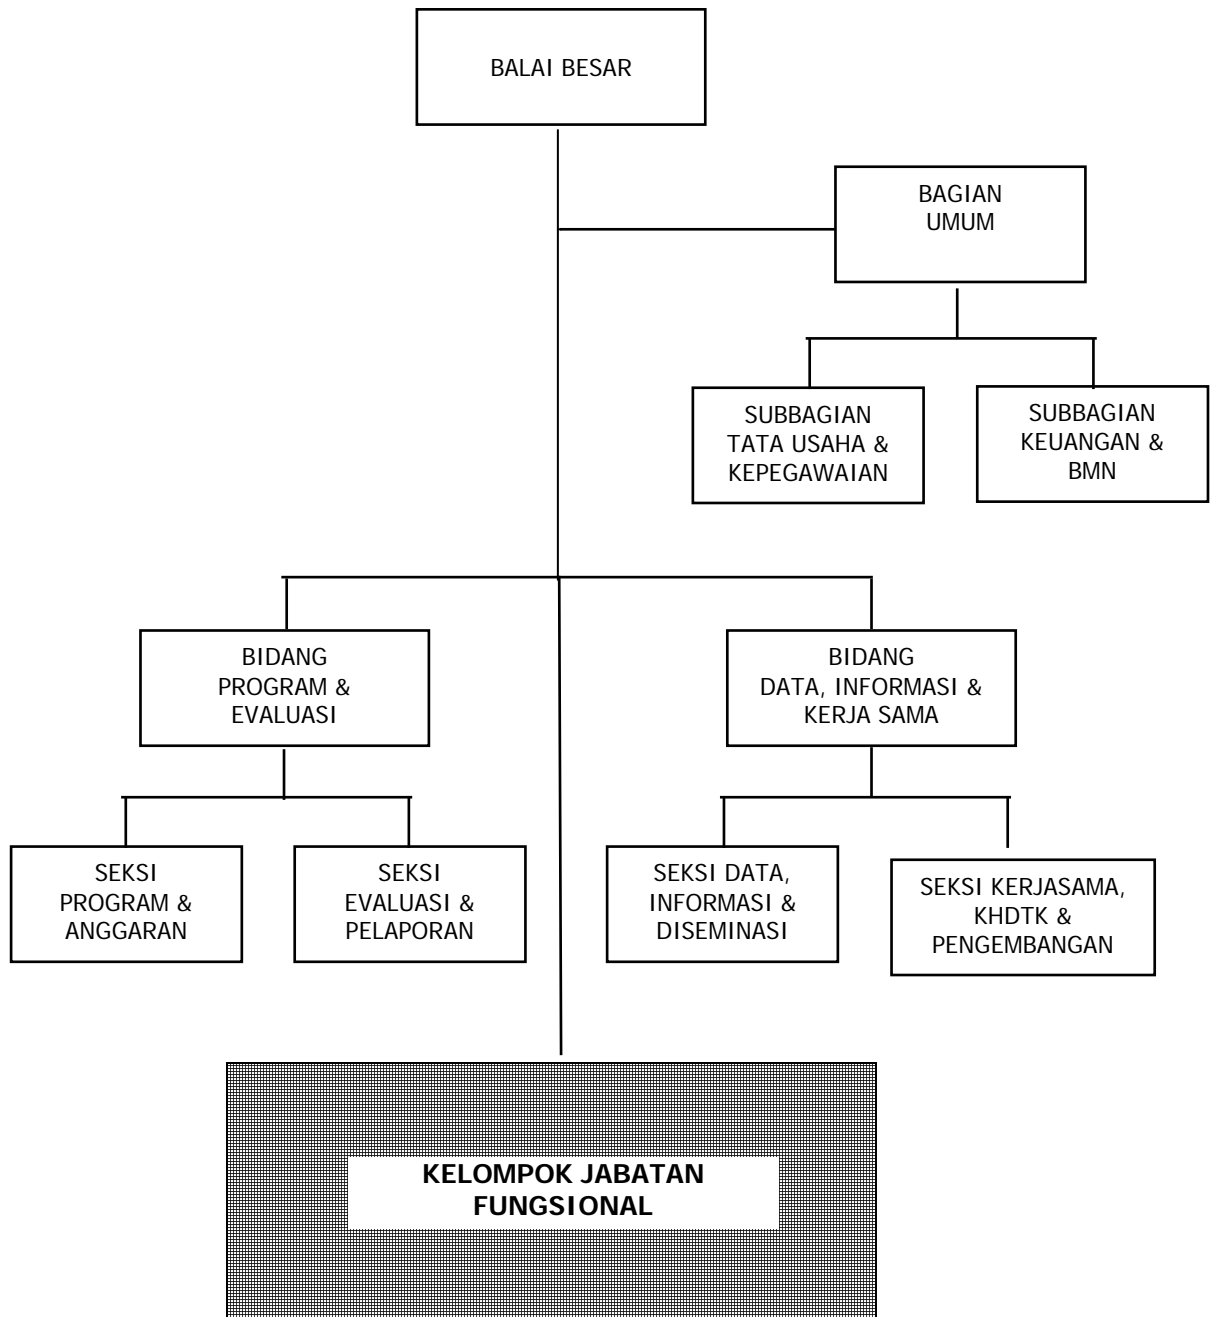 BALAI BESAR
BAGIAN
UMUM
SUBBAGIAN
TATA USAHA &
KEPEGAWAIAN
SUBBAGIAN
KEUANGAN &
BMN
BIDANG
PROGRAM &
EVALUASI
BIDANG
DATA, INFORMASI &
KERJA SAMA
SEKSI
PROGRAM &
ANGGARAN
SEKSI
EVALUASI &
PELAPORAN
SEKSI DATA,
INFORMASI &
DISEMINASI
SEKSI KERJASAMA,
KHDTK &
PENGEMBANGAN
KELOMPOK JABATAN
FUNGSIONAL